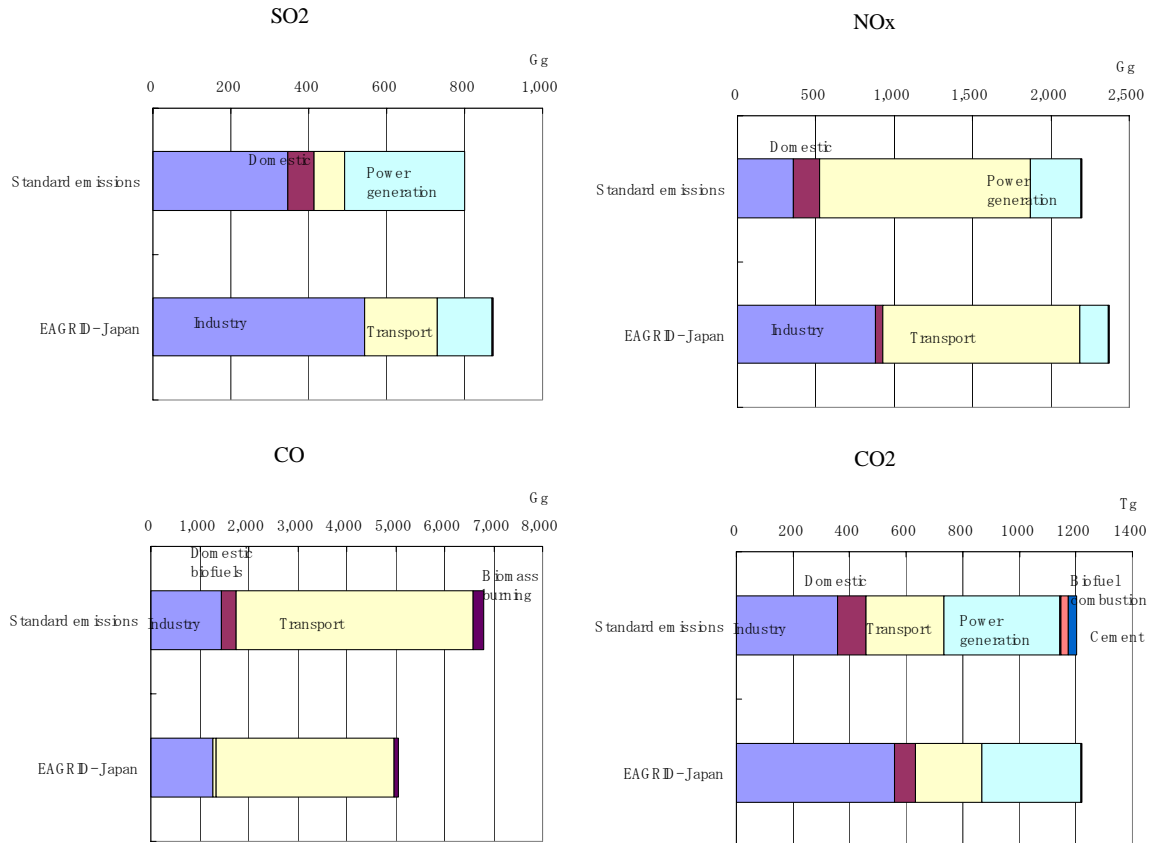 SO2
Gg
0 200 400 600 800 1,000
Domestic
Standard emissions
Power
generation
EAGRID-Japan
Industry
Transport
NOx
Gg
0 500 1,000 1,500 2,000 2,500
Domestic
Standard emissions
Power
generation
EAGRID-Japan
Industry
Transport
CO
Gg
0 1,000 2,000 3,000 4,000 5,000 6,000 7,000 8,000
Domestic
biofuels
Biomass
burning
Standard emissions
Industry
Transport
EAGRID-Japan
CO2
Tg
0 200 400 600 800 1000 1200 1400
Domestic
Biofuel
combustion
Standard emissions
Industry
Transport
Power
generation
Cement
EAGRID-Japan